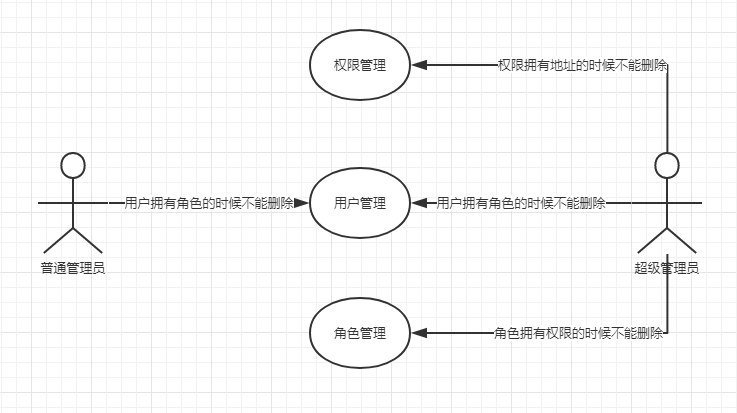 权限管理
权限拥有地址的时候不能删除
用户拥有角色的时候不能删除
用户管理
用户拥有角色的时候不能删除
普通管理员
超级管理员
角色管理
角色拥有权限的时候不能删除